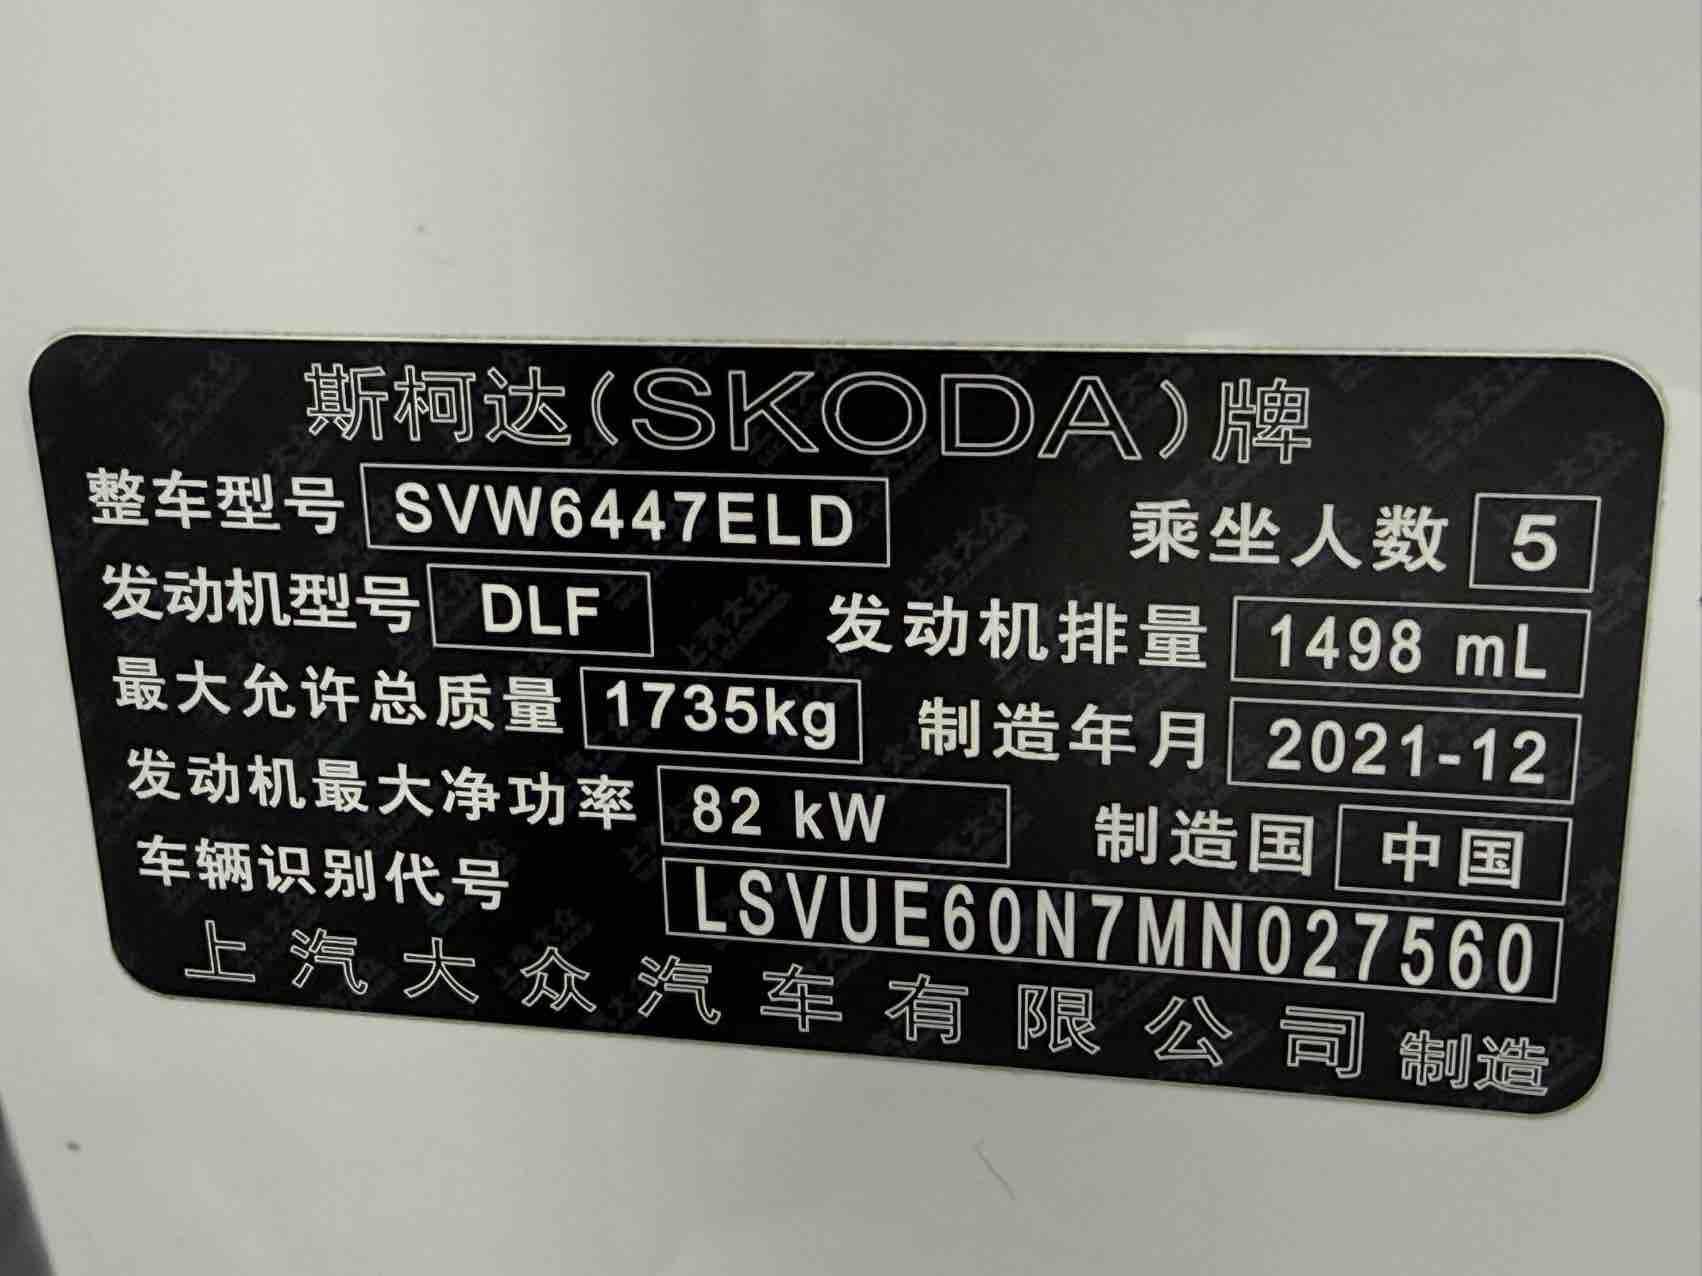 斯柯达(SKODA)牌
整车型号 SVW6447ELD 乘坐人数 5
发动机型号 DLF 发动机排量 1498 mL
最大允许总质量 1735kg 制造年月 2021-12
发动机最大净功率 82 kW 制造国 中国
车辆识别代号 LSVUE60N7MN027560
上汽大众汽车有限公司 制造